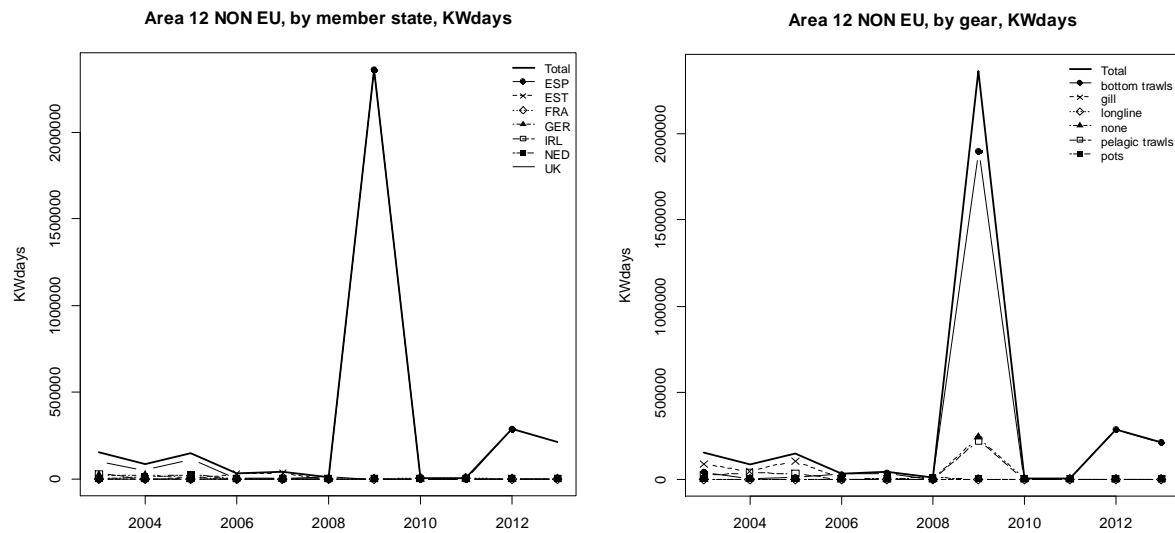 Area 12 NON EU, by member state, KWdays
KWdays
2000000
1500000
1000000
500000
0
2004 2006 2008 2010 2012
Total
ESP
EST
FRA
GER
IRL
NED
UK
Area 12 NON EU, by gear, KWdays
KWdays
2000000
1500000
1000000
500000
0
2004 2006 2008 2010 2012
Total
bottom trawls
gill
longline
none
pelagic trawls
pots